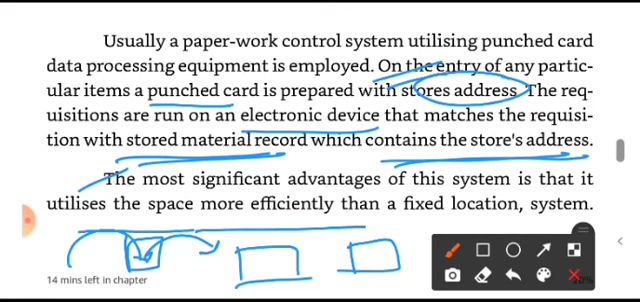 Usually a paper-work control system utilising punched card
data processing equipment is employed. On the entry of any partic-
ular items a punched card is prepared with stores address. The req-
uisitions are run on an electronic device that matches the requisi-
tion with stored material record which contains the store's address.
The most significant advantages of this system is that it
utilises the space more efficiently than a fixed location, system.
14 mins left in chapter